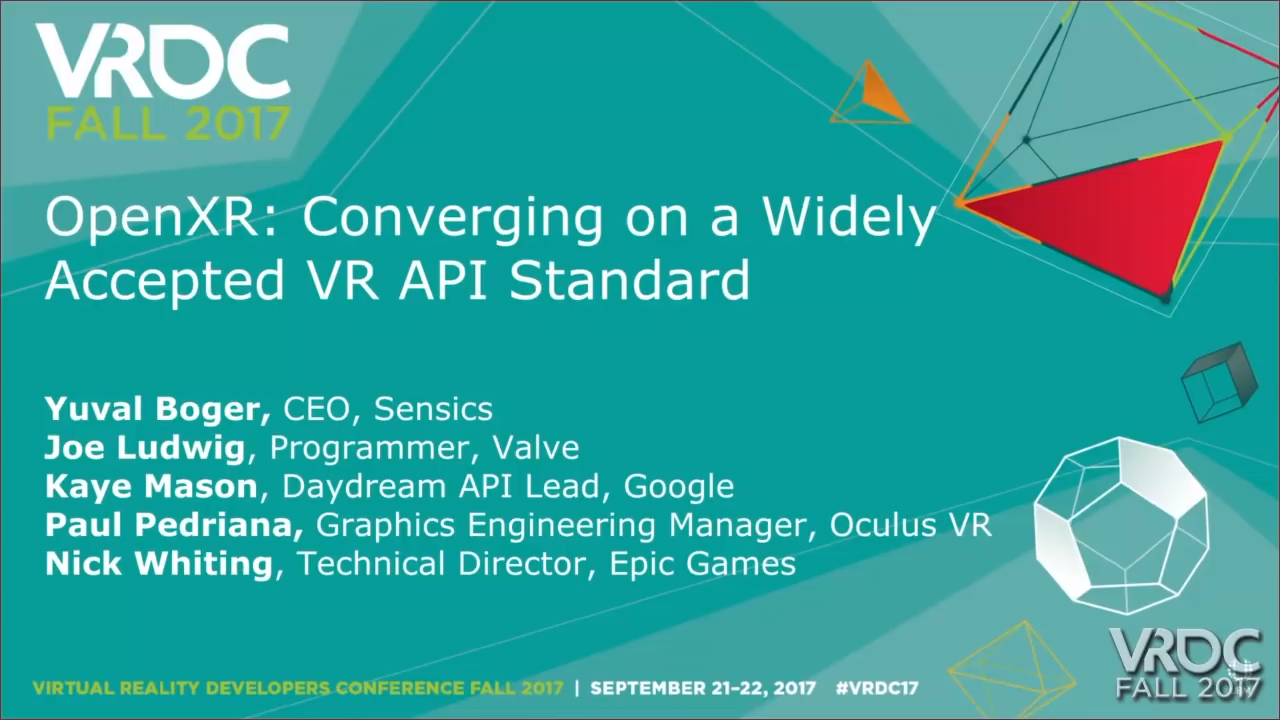 VRDC
FALL 2017
OpenXR: Converging on a Widely
Accepted VR API Standard
Yuval Boger, CEO, Sensics
Joe Ludwig, Programmer, Valve
Kaye Mason, Daydream API Lead, Google
Paul Pedriana, Graphics Engineering Manager, Oculus VR
Nick Whiting, Technical Director, Epic Games
VRDC
FALL 2017
VIRTUAL REALITY DEVELOPERS CONFERENCE FALL 2017 | SEPTEMBER 21–22, 2017 #VRDC17